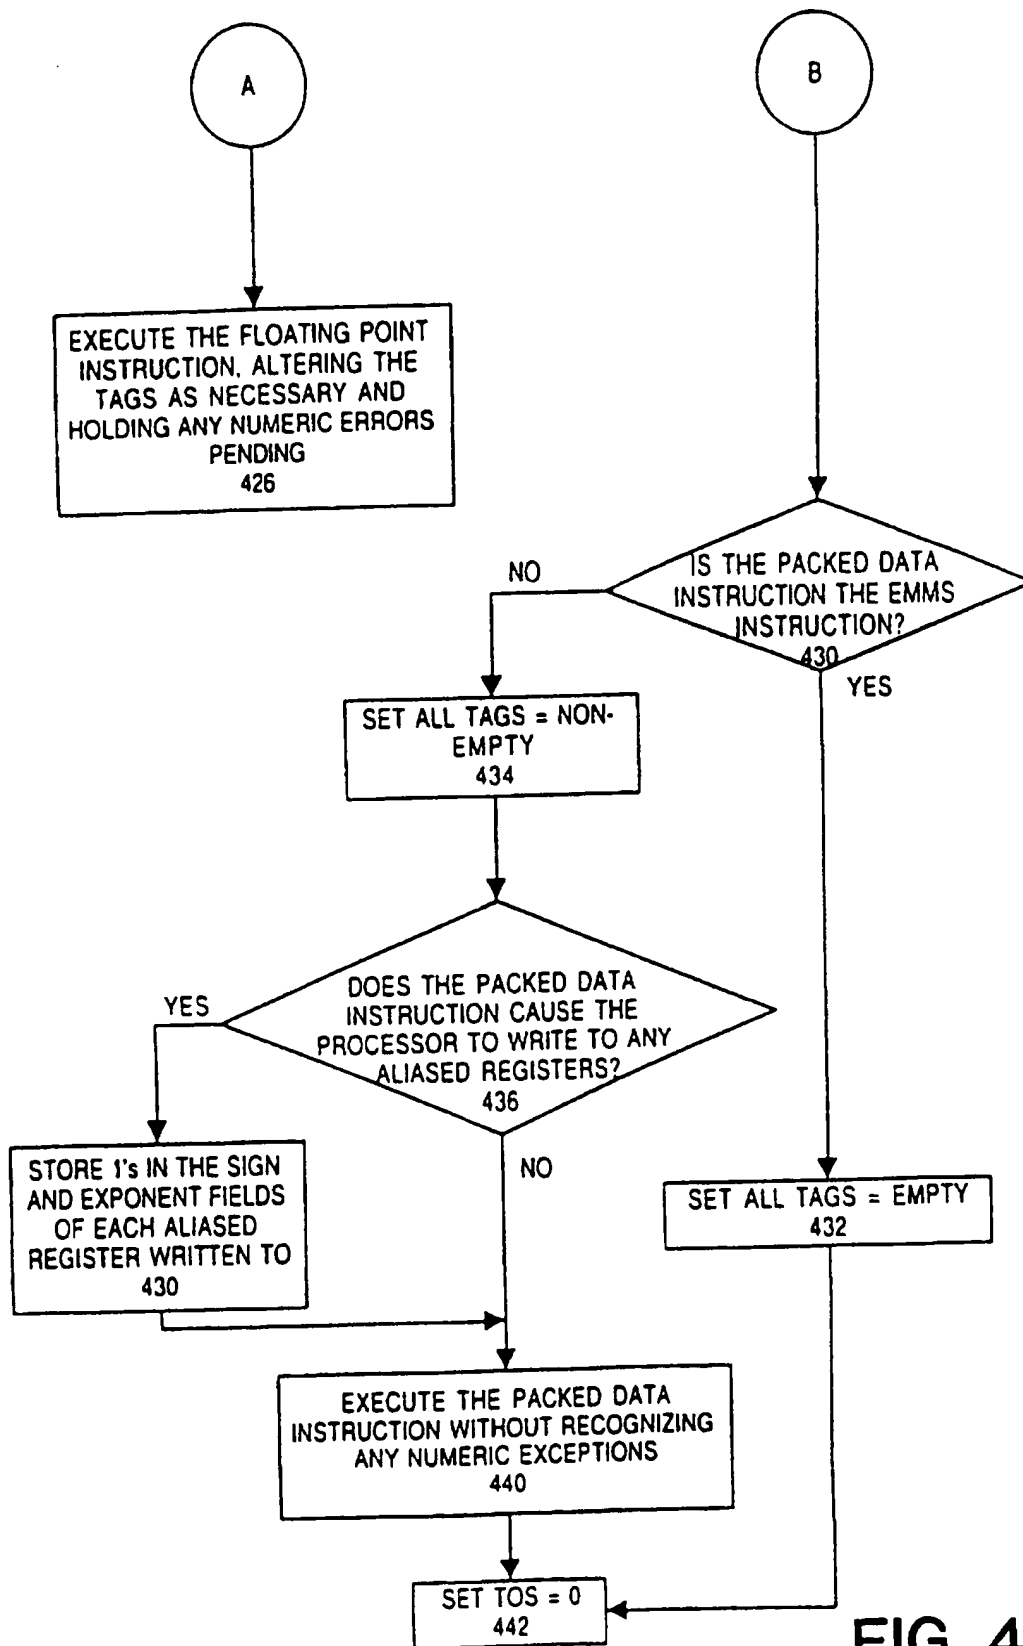 A
B
EXECUTE THE FLOATING POINT
INSTRUCTION, ALTERING THE
TAGS AS NECESSARY AND
HOLDING ANY NUMERIC ERRORS
PENDING
426
IS THE PACKED DATA
INSTRUCTION THE EMMS
INSTRUCTION?
430
NO
YES
SET ALL TAGS = NON-
EMPTY
434
DOES THE PACKED DATA
INSTRUCTION CAUSE THE
PROCESSOR TO WRITE TO ANY
ALIASED REGISTERS?
436
YES
NO
STORE 1's IN THE SIGN
AND EXPONENT FIELDS
OF EACH ALIASED
REGISTER WRITTEN TO
430
SET ALL TAGS = EMPTY
432
EXECUTE THE PACKED DATA
INSTRUCTION WITHOUT RECOGNIZING
ANY NUMERIC EXCEPTIONS
440
SET TOS = 0
442
FIG. 4